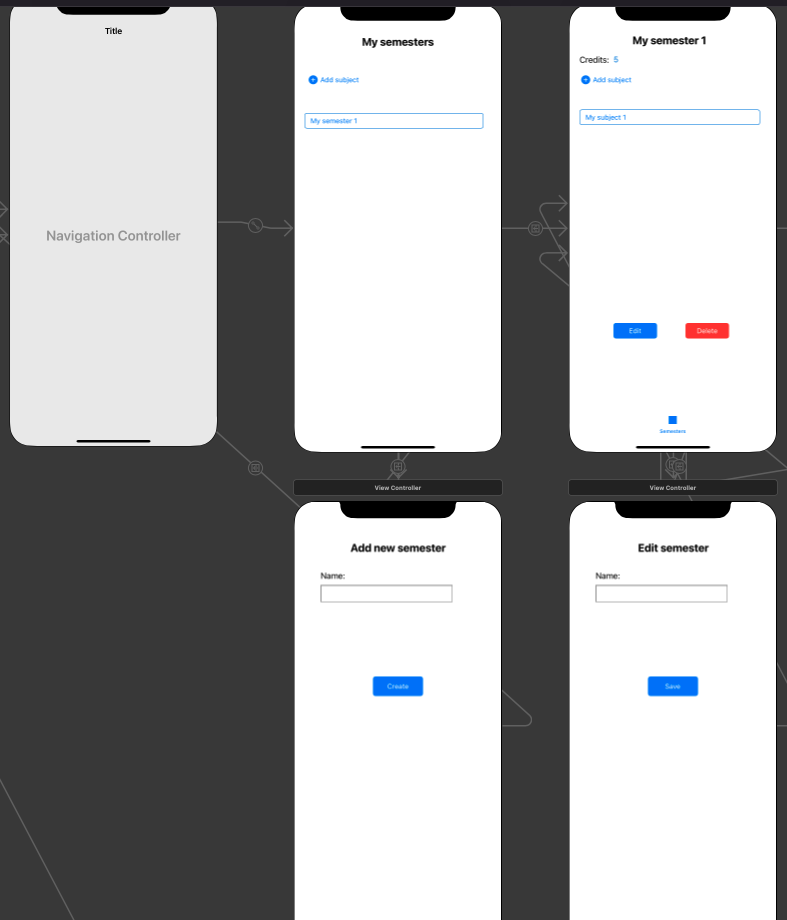 Title
Navigation Controller
My semesters
Add subject
My semester 1
My semester 1
Credits: 5
Add subject
My subject 1
Edit
Delete
Semesters
View Controller
Add new semester
Name:
Create
View Controller
Edit semester
Name:
Save